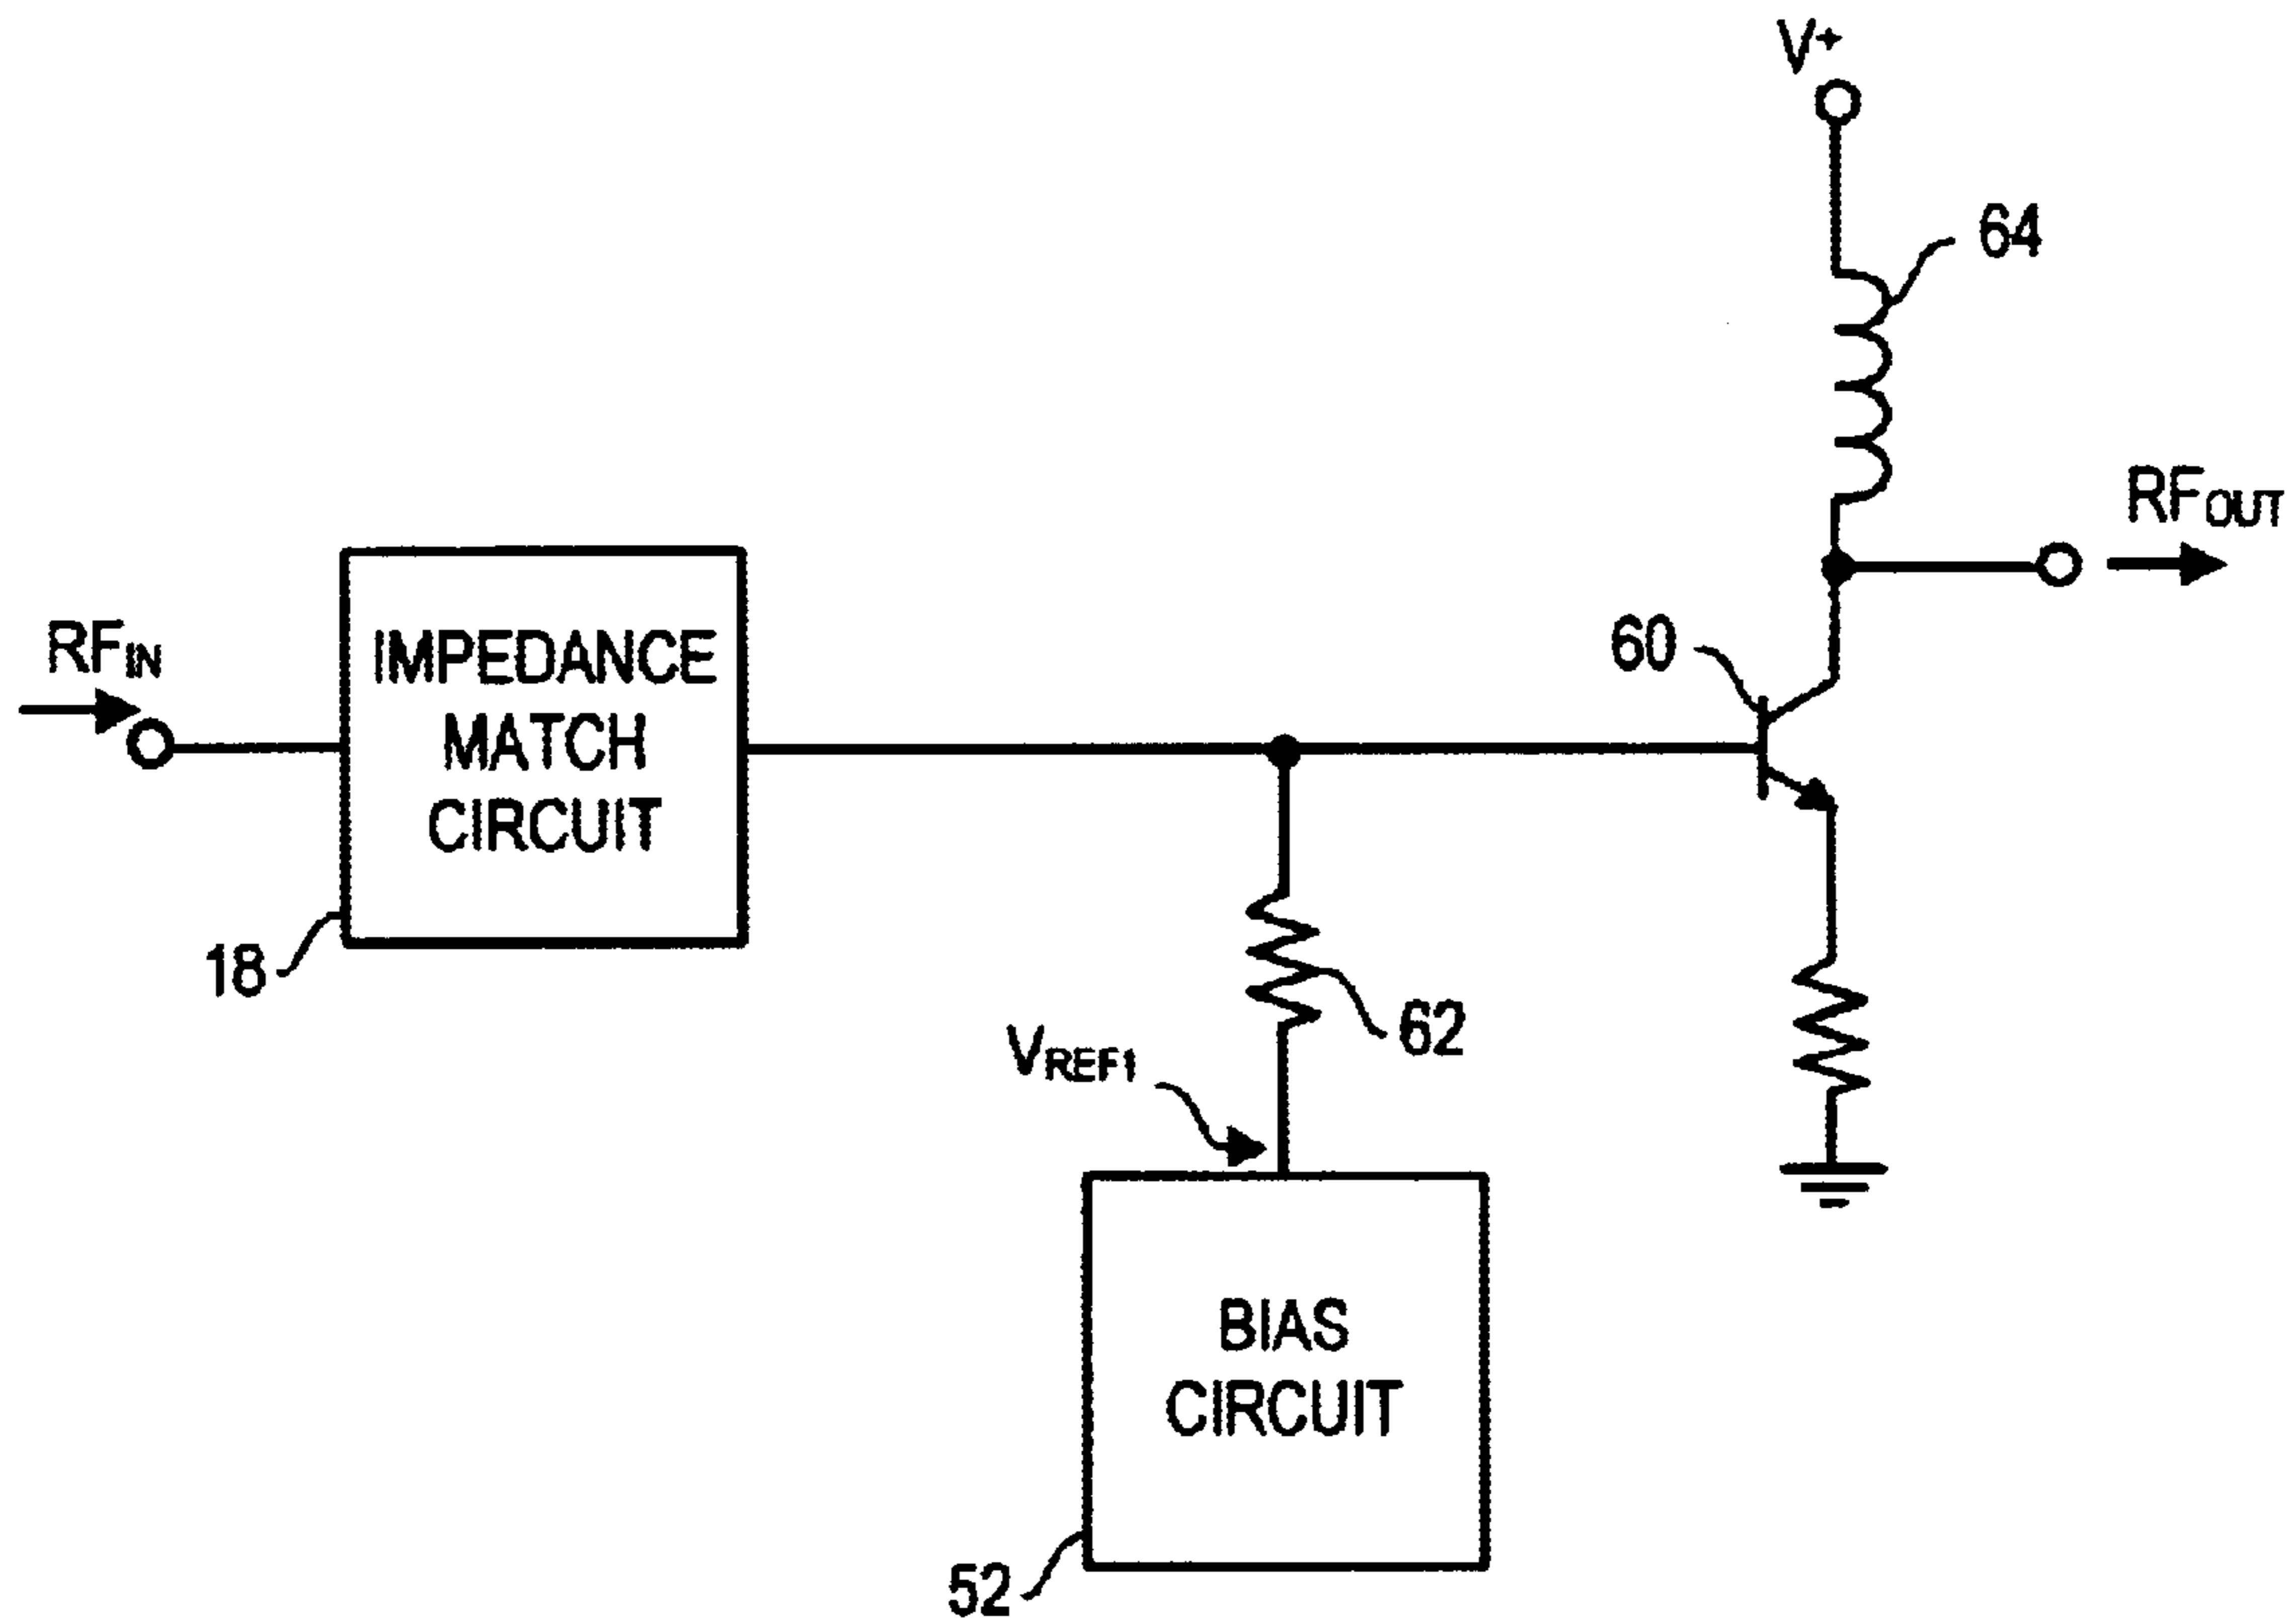 V+
64
RFOUT
60
RFIN
IMPEDANCE
MATCH
CIRCUIT
18
62
VREF1
BIAS
CIRCUIT
52